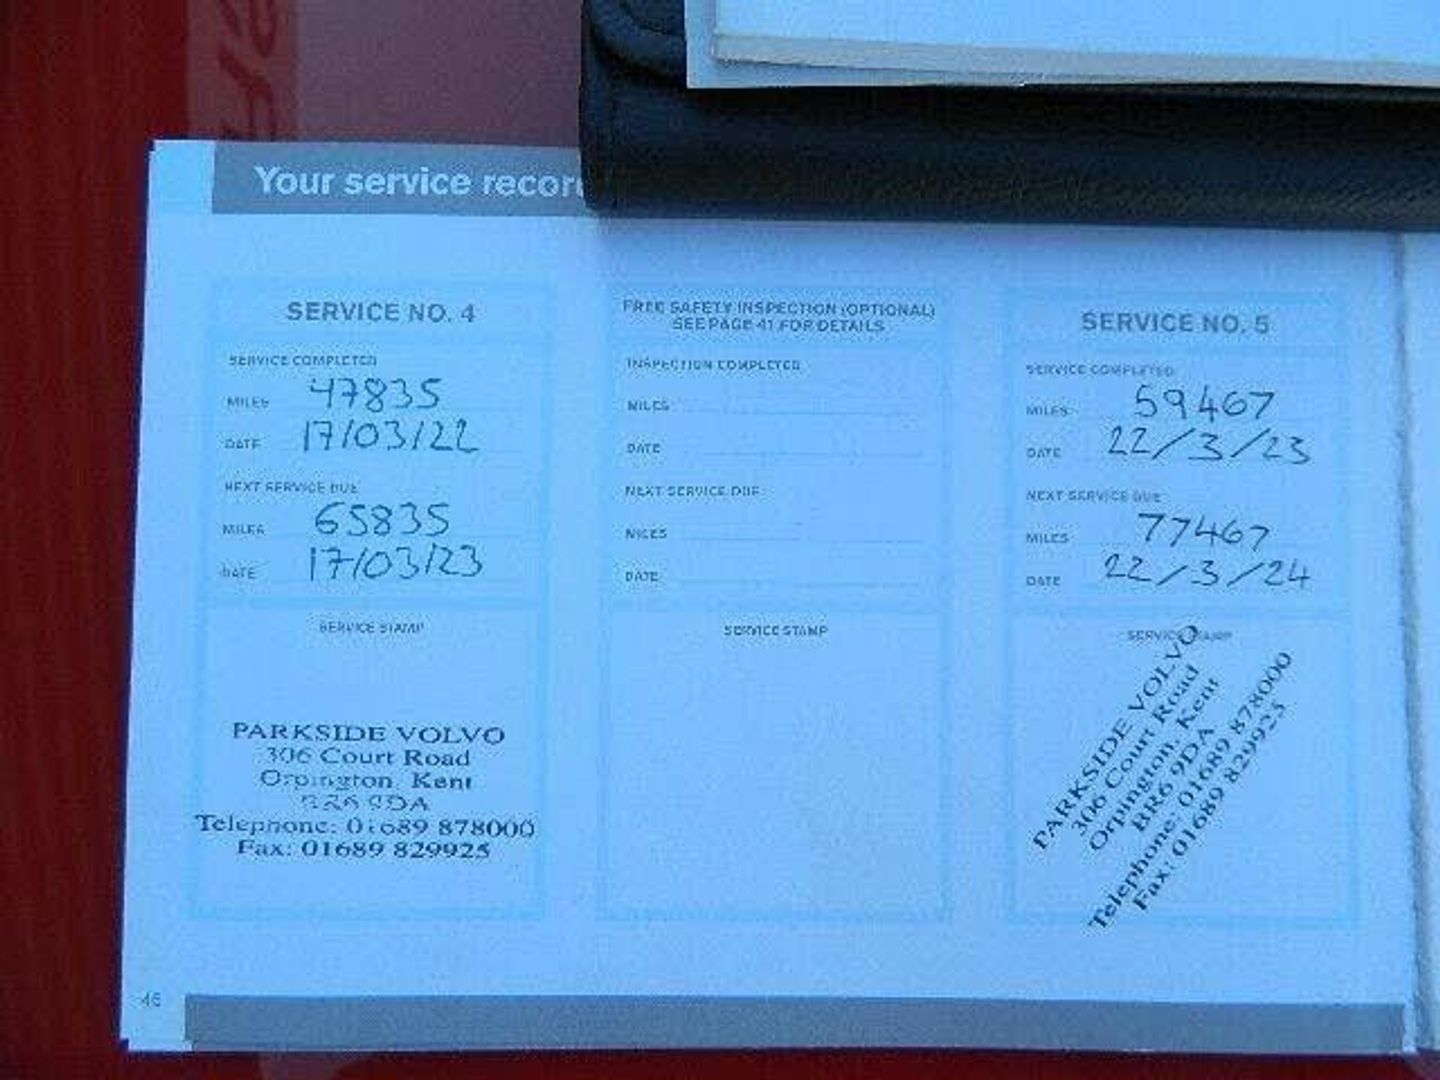 Your service recor
SERVICE NO. 4
SERVICE COMPLETED
MILES 47835
DATE 17/03/22
NEXT SERVICE DUE
MILES 65835
DATE 17/03/23
SERVICE STAMP
PARKSIDE VOLVO
306 Court Road
Orpington, Kent
BR6 9DA
Telephone: 01689 878000
Fax: 01689 829925
FREE SAFETY INSPECTION (OPTIONAL)
SEE PAGE 41 FOR DETAILS
INSPECTION COMPLETED
MILES
DATE
NEXT SERVICE DUE
MILES
DATE
SERVICE STAMP
SERVICE NO. 5
SERVICE COMPLETED
MILES 59467
DATE 22/3/23
NEXT SERVICE DUE
MILES 77467
DATE 22/3/24
SERVICE STAMP
PARKSIDE VOLVO
306 Court Road
Orpington, Kent
BR6 9DA
Telephone: 01689 878000
Fax: 01689 829925